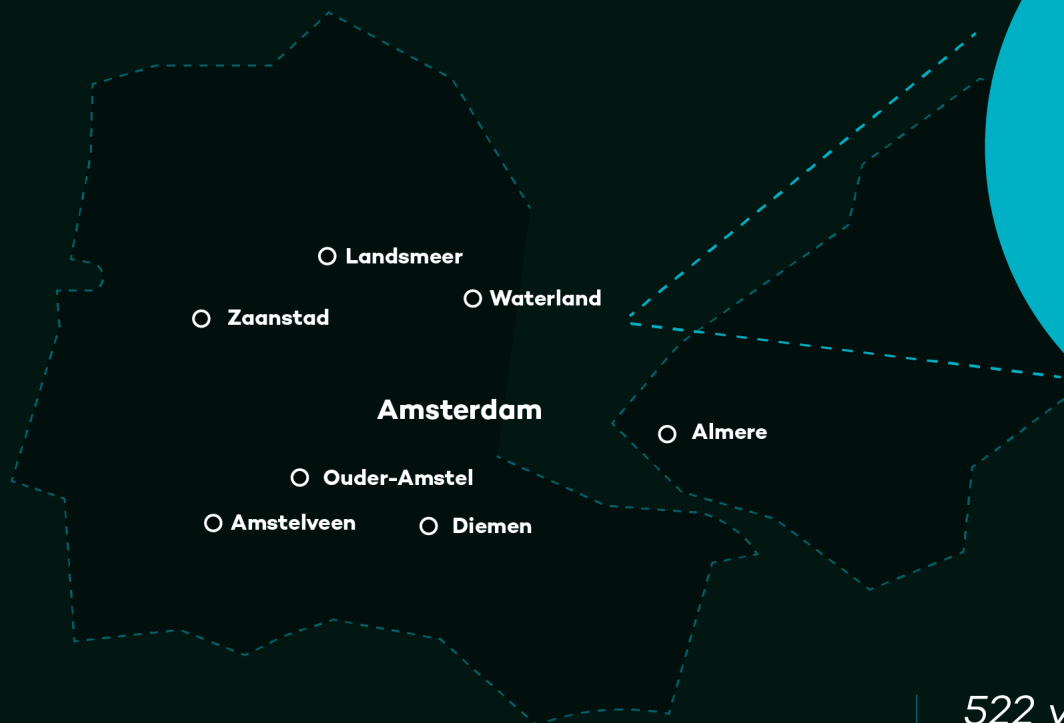 Landsmeer
Waterland
Zaanstad
Amsterdam
Almere
Ouder-Amstel
Amstelveen
Diemen
522